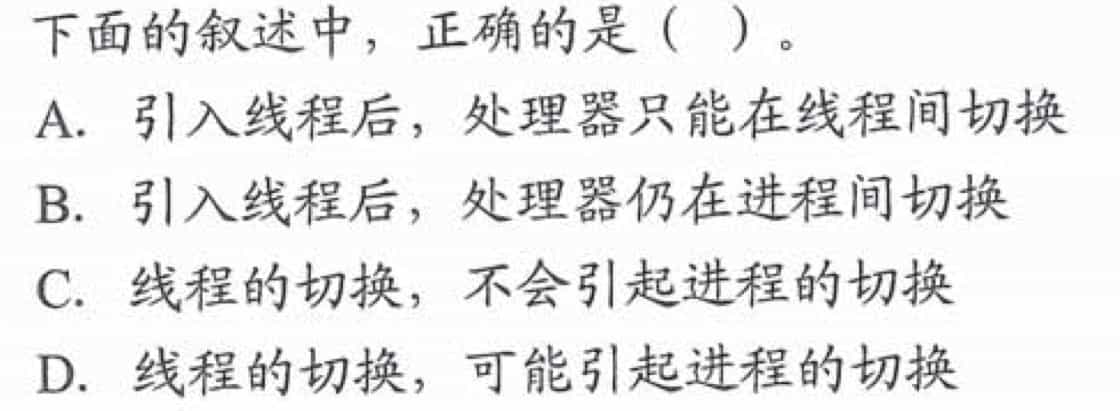 下面的叙述中，正确的是（ ）。
A. 引入线程后，处理器只能在线程间切换
B. 引入线程后，处理器仍在进程间切换
C. 线程的切换，不会引起进程的切换
D. 线程的切换，可能引起进程的切换